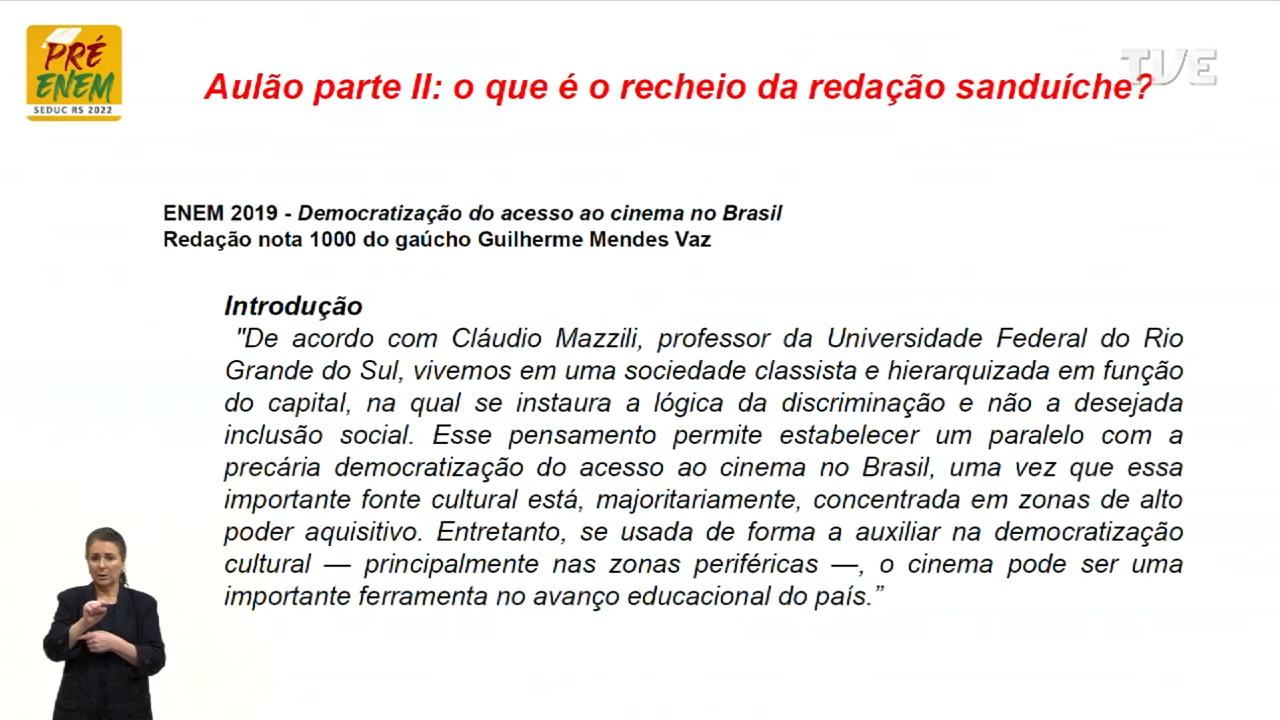 PRÉ
ENEM
SEDUC RS 2022
TVE
Aulão parte II: o que é o recheio da redação sanduíche?
ENEM 2019 - Democratização do acesso ao cinema no Brasil
Redação nota 1000 do gaúcho Guilherme Mendes Vaz
Introdução
"De acordo com Cláudio Mazzili, professor da Universidade Federal do Rio
Grande do Sul, vivemos em uma sociedade classista e hierarquizada em função
do capital, na qual se instaura a lógica da discriminação e não a desejada
inclusão social. Esse pensamento permite estabelecer um paralelo com a
precária democratização do acesso ao cinema no Brasil, uma vez que essa
importante fonte cultural está, majoritariamente, concentrada em zonas de alto
poder aquisitivo. Entretanto, se usada de forma a auxiliar na democratização
cultural — principalmente nas zonas periféricas —, o cinema pode ser uma
importante ferramenta no avanço educacional do país.”